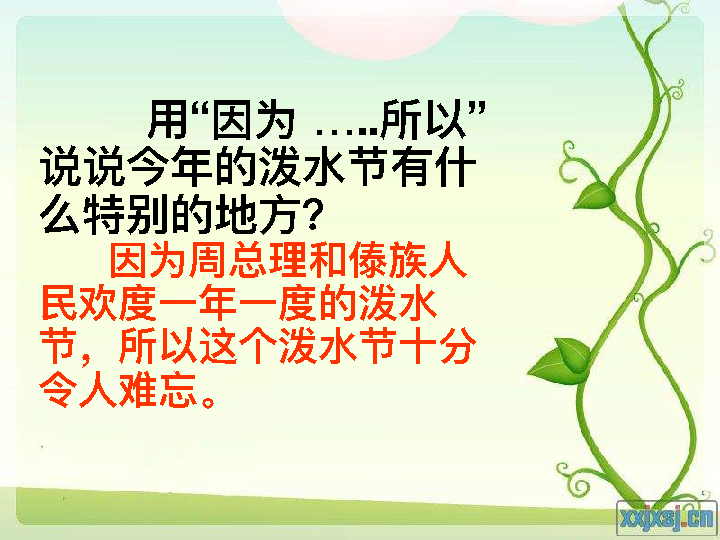 用“因为 …..所以”
说说今年的泼水节有什
么特别的地方?
因为周总理和傣族人
民欢度一年一度的泼水
节，所以这个泼水节十分
令人难忘。
xxjxsj.cn